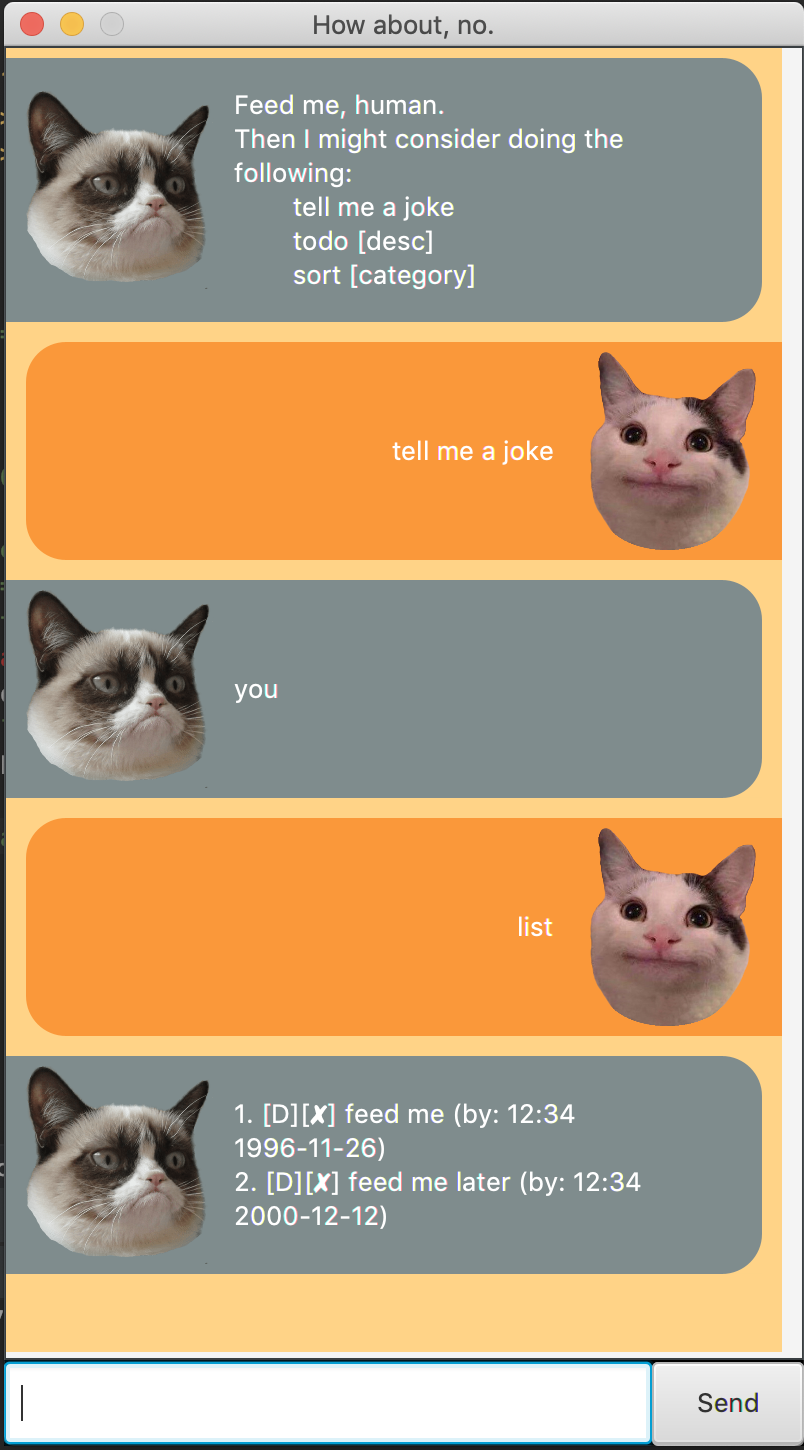 How about, no.
Feed me, human.
Then I might consider doing the
following:
tell me a joke
todo [desc]
sort [category]
tell me a joke
you
list
1. [D][✘] feed me (by: 12:34
1996-11-26)
2. [D][✘] feed me later (by: 12:34
2000-12-12)
Send